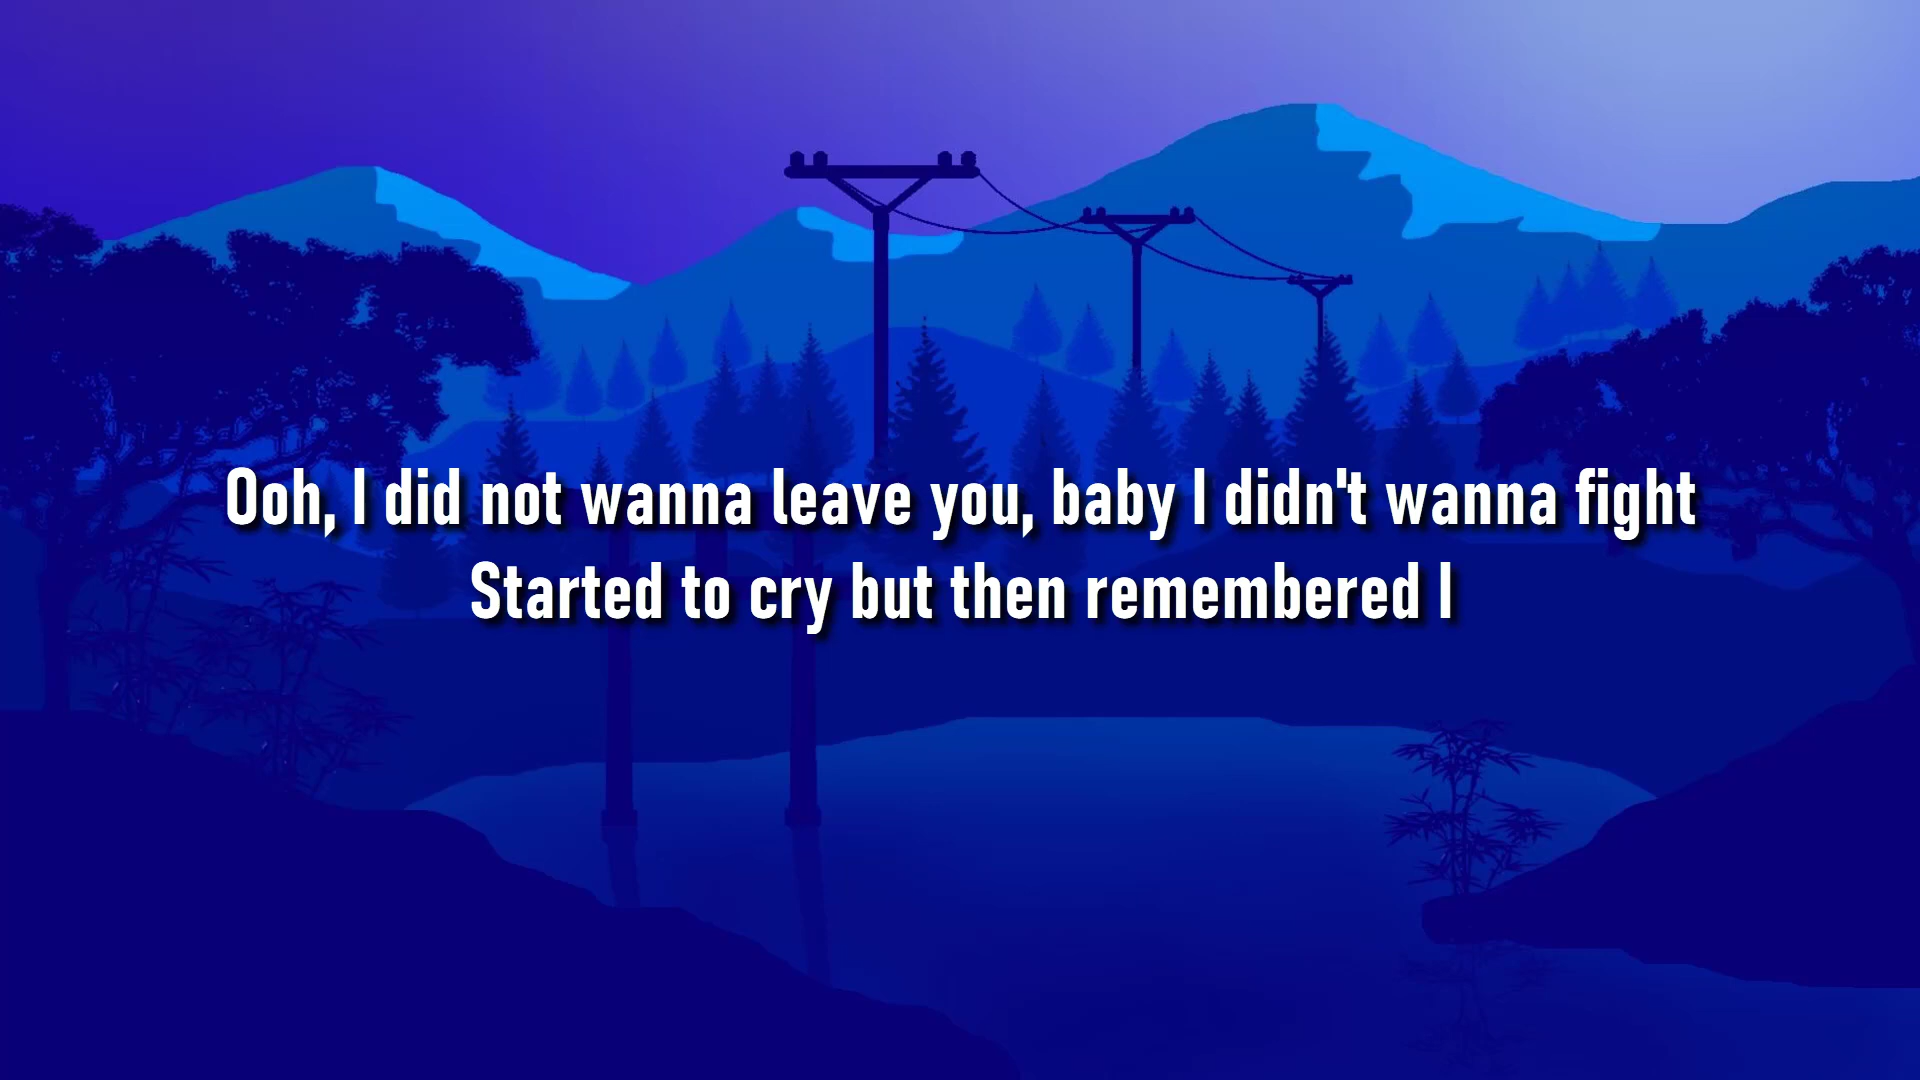 Ooh, I did not wanna leave you, baby I didn't wanna fight
Started to cry but then remembered I